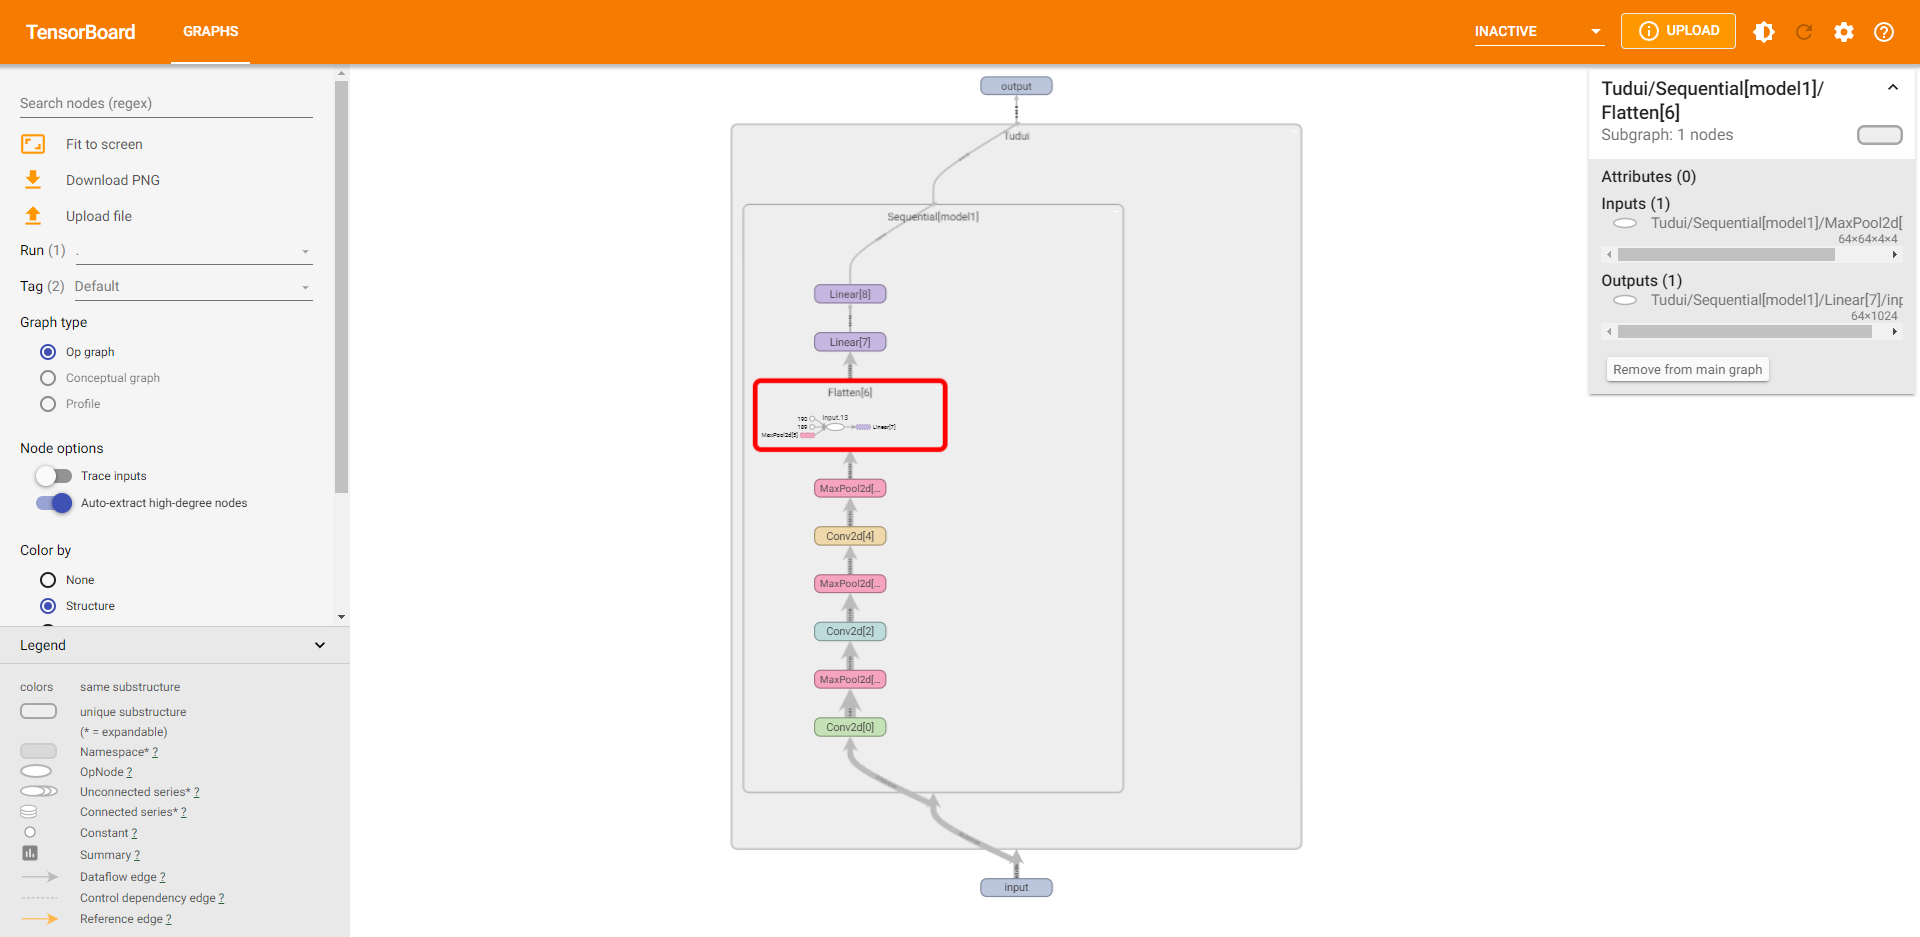 TensorBoard
GRAPHS
INACTIVE
UPLOAD
Search nodes (regex)
Fit to screen
Download PNG
Upload file
Run (1) .
Tag (2) Default
Graph type
Op graph
Conceptual graph
Profile
Node options
Trace inputs
Auto-extract high-degree nodes
Color by
None
Structure
Legend
colors same substructure
unique substructure
(* = expandable)
Namespace* ?
OpNode ?
Unconnected series* ?
Connected series* ?
Constant ?
Summary ?
Dataflow edge ?
Control dependency edge ?
Reference edge ?
output
Tudui
Sequential[model1]
Linear[8]
Linear[7]
Flatten[6]
190
input.13
189
MaxPool2d[5]
Linear[7]
MaxPool2d[...
Conv2d[4]
MaxPool2d[...
Conv2d[2]
MaxPool2d[...
Conv2d[0]
input
Tudui/Sequential[model1]/
Flatten[6]
Subgraph: 1 nodes
Attributes (0)
Inputs (1)
Tudui/Sequential[model1]/MaxPool2d[
64×64×4×4
Outputs (1)
Tudui/Sequential[model1]/Linear[7]/inp
64×1024
Remove from main graph